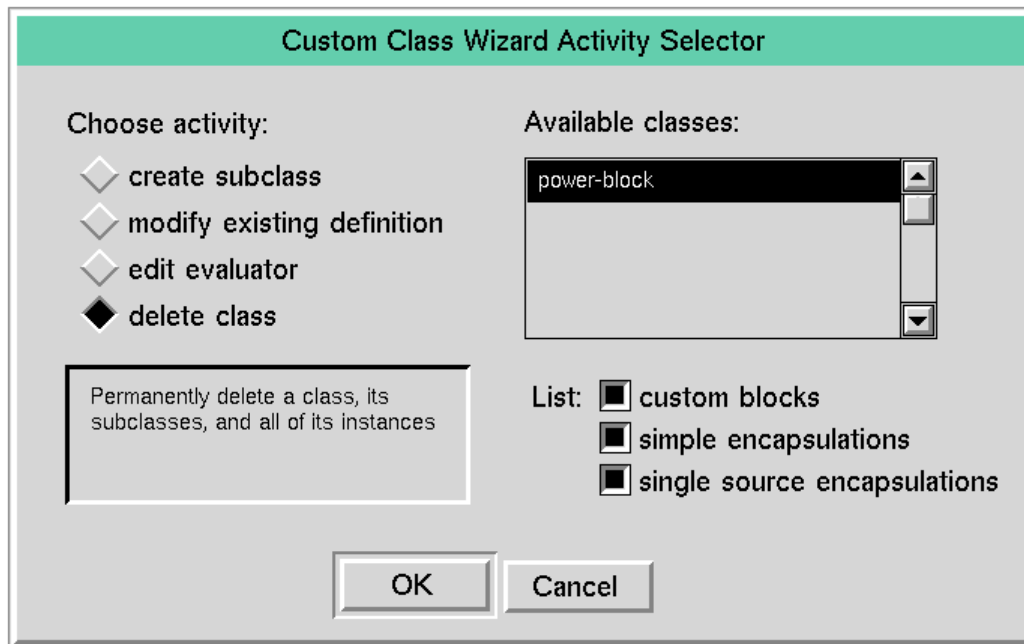 Custom Class Wizard Activity Selector
Choose activity:
create subclass
modify existing definition
edit evaluator
delete class
Permanently delete a class, its
subclasses, and all of its instances
Available classes:
power-block
List: custom blocks
simple encapsulations
single source encapsulations
OK
Cancel